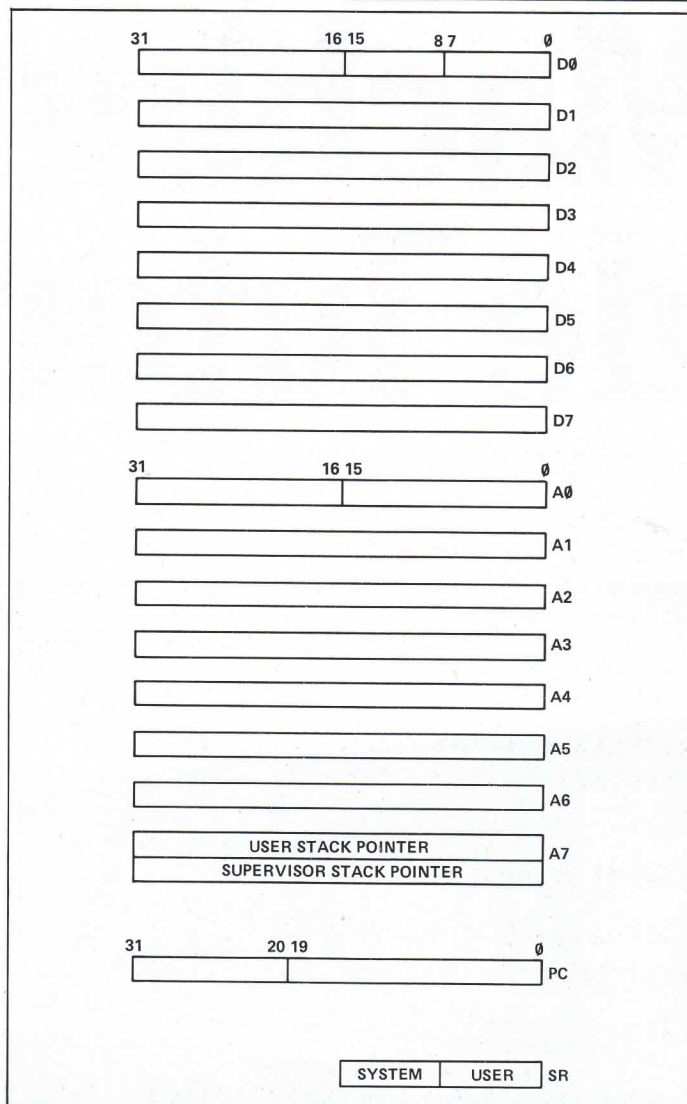 31 16 15 8 7 Ø
DØ
D1
D2
D3
D4
D5
D6
D7
31 16 15 Ø
AØ
A1
A2
A3
A4
A5
A6
USER STACK POINTER
A7
SUPERVISOR STACK POINTER
31 20 19 Ø
PC
SYSTEM USER SR